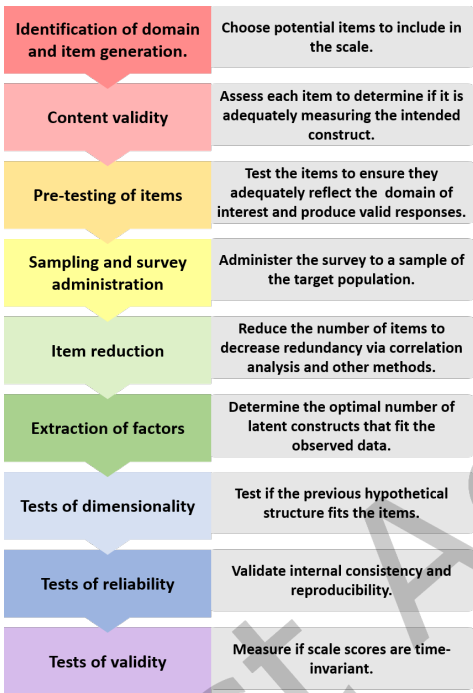 Identification of domain
and item generation.
Choose potential items to include in
the scale.
Content validity
Assess each item to determine if it is
adequately measuring the intended
construct.
Pre-testing of items
Test the items to ensure they
adequately reflect the domain of
interest and produce valid responses.
Sampling and survey
administration
Administer the survey to a sample of
the target population.
Item reduction
Reduce the number of items to
decrease redundancy via correlation
analysis and other methods.
Extraction of factors
Determine the optimal number of
latent constructs that fit the
observed data.
Tests of dimensionality
Test if the previous hypothetical
structure fits the items.
Tests of reliability
Validate internal consistency and
reproducibility.
Tests of validity
Measure if scale scores are time-
invariant.